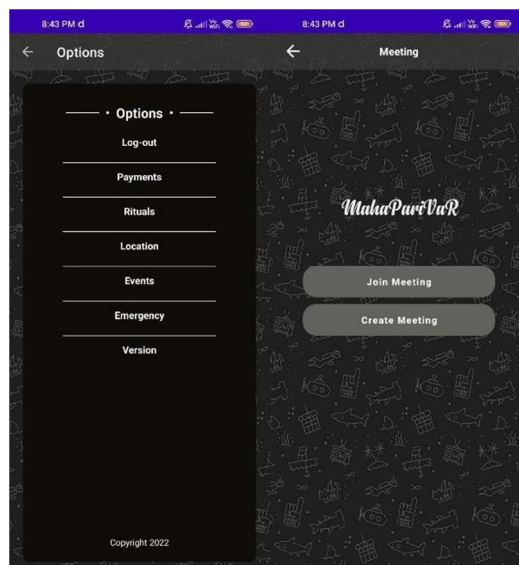 8:43 PM d
Options
• Options •
Log-out
Payments
Rituals
Location
Events
Emergency
Version
Copyright 2022
8:43 PM d
Meeting
MahaPariVaR
Join Meeting
Create Meeting